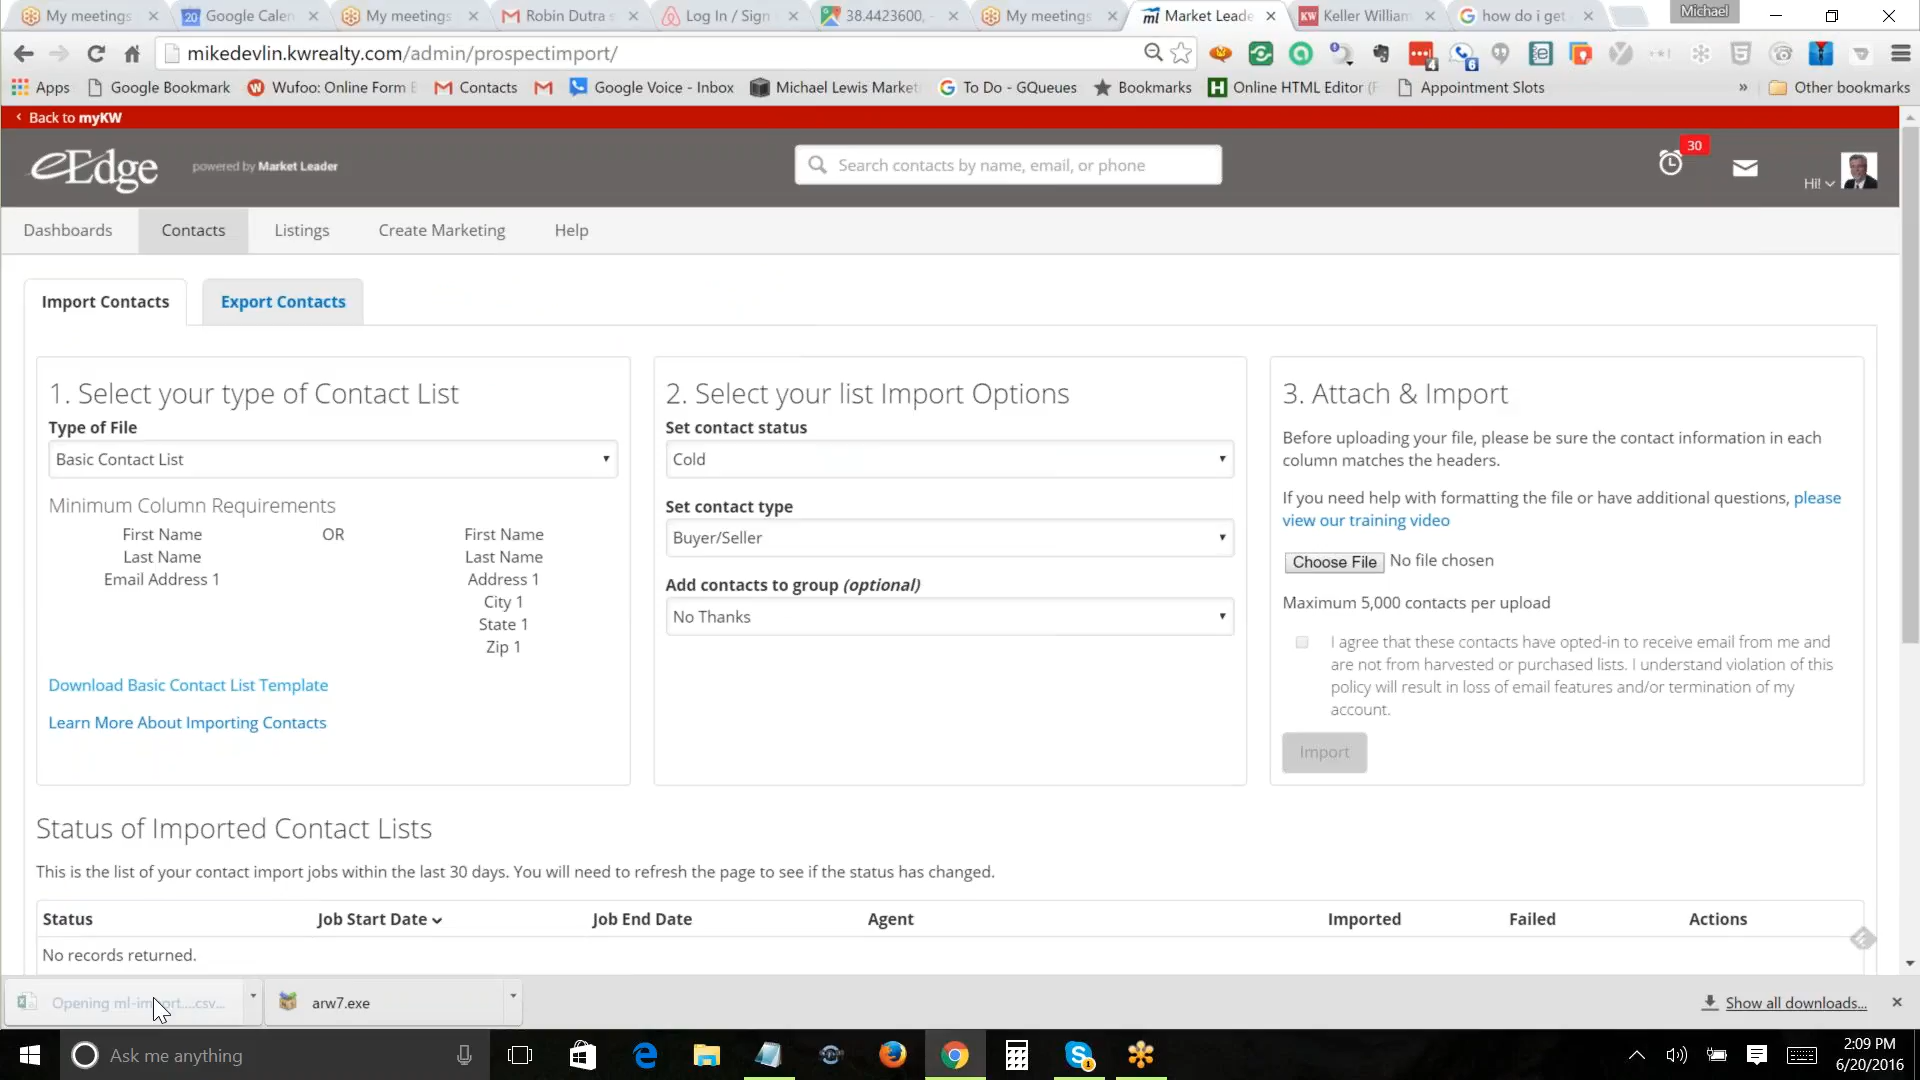 My meetings
Google Calen
My meetings
Robin Dutra
Log In / Sign
38.4423600, -
My meetings
Market Leade
Keller William
how do i get
Michael
mikedevlin.kwrealty.com/admin/prospectimport/
4
6
Apps
Google Bookmark
Wufoo: Online Form B
Contacts
Google Voice - Inbox
Michael Lewis Market
To Do - GQueues
Bookmarks
Online HTML Editor (F
Appointment Slots
»
Other bookmarks
‹ Back to myKW
eEdge
powered by Market Leader
Search contacts by name, email, or phone
30
Hi!
Dashboards
Contacts
Listings
Create Marketing
Help
Import Contacts
Export Contacts
1. Select your type of Contact List
Type of File
Basic Contact List
Minimum Column Requirements
First Name
Last Name
Email Address 1
OR
First Name
Last Name
Address 1
City 1
State 1
Zip 1
Download Basic Contact List Template
Learn More About Importing Contacts
2. Select your list Import Options
Set contact status
Cold
Set contact type
Buyer/Seller
Add contacts to group (optional)
No Thanks
3. Attach & Import
Before uploading your file, please be sure the contact information in each
column matches the headers.
If you need help with formatting the file or have additional questions, please
view our training video
Choose File No file chosen
Maximum 5,000 contacts per upload
I agree that these contacts have opted-in to receive email from me and
are not from harvested or purchased lists. I understand violation of this
policy will result in loss of email features and/or termination of my
account.
Import
Status of Imported Contact Lists
This is the list of your contact import jobs within the last 30 days. You will need to refresh the page to see if the status has changed.
Status
Job Start Date
Job End Date
Agent
Imported
Failed
Actions
No records returned.
Opening ml-import....csv...
arw7.exe
Show all downloads...
Ask me anything
2:09 PM
6/20/2016